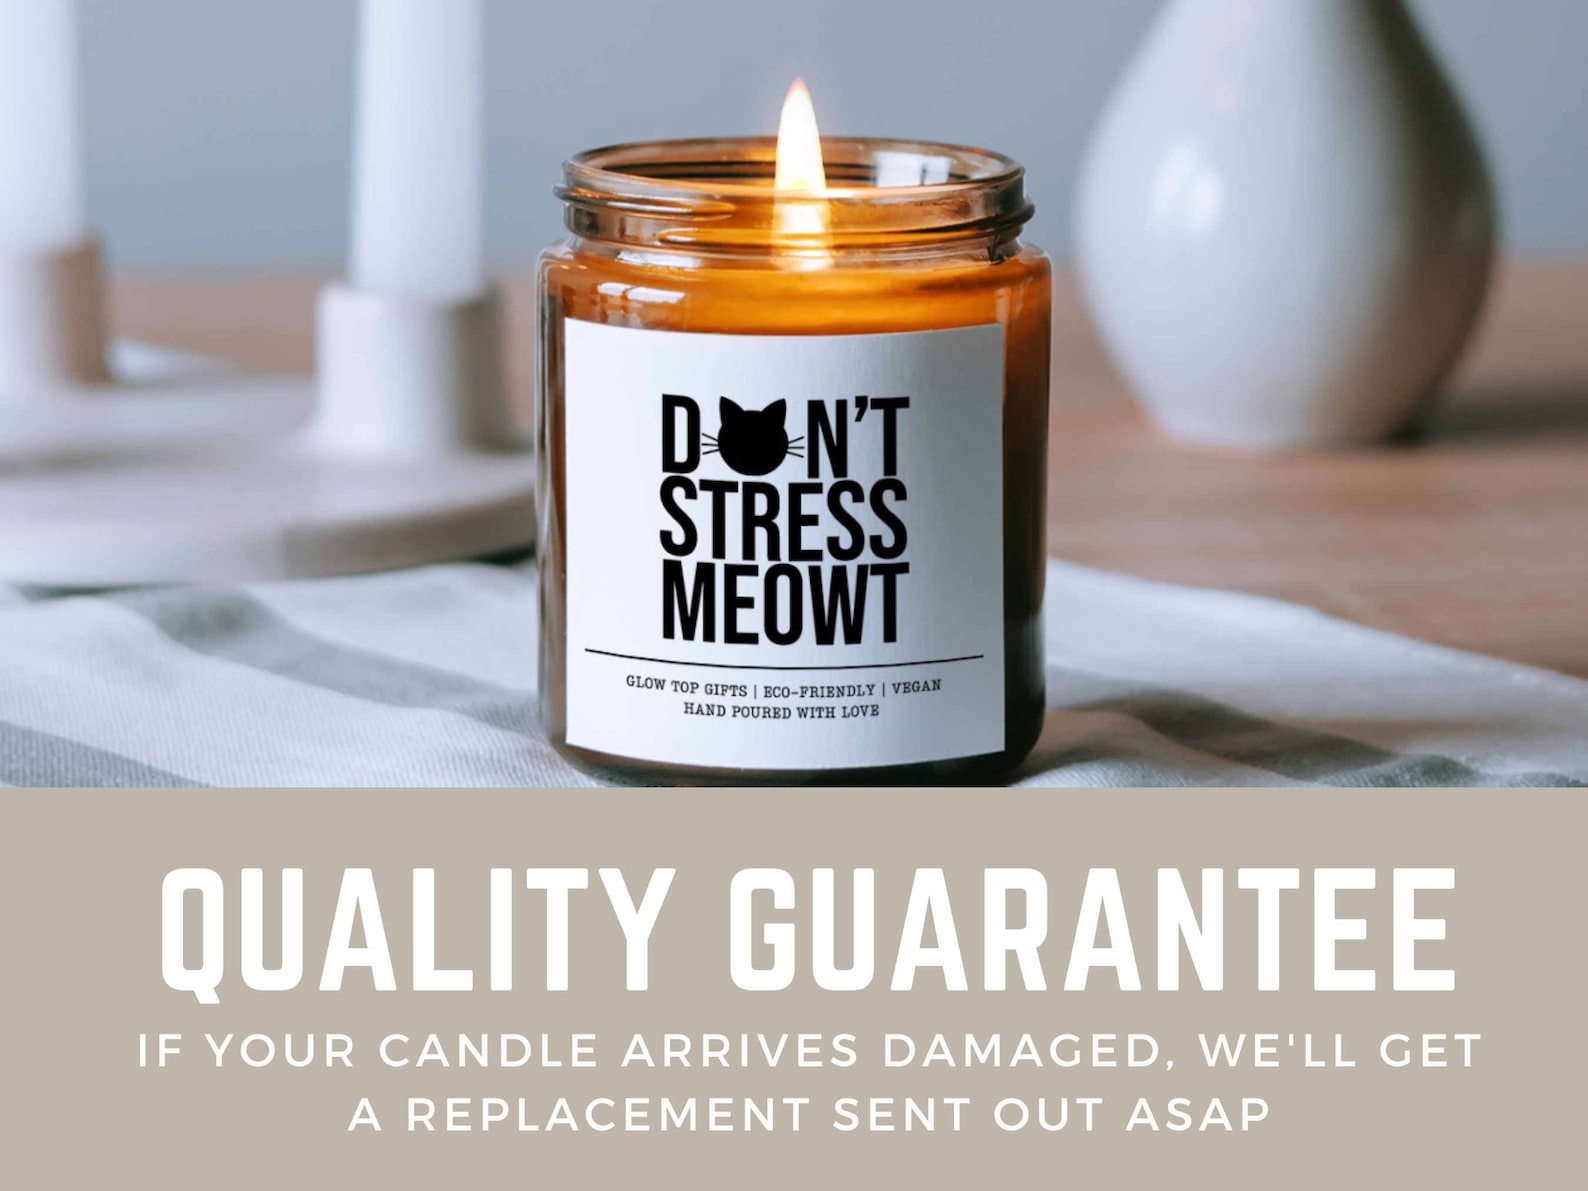 DON'T
STRESS
MEOWT
GLOW TOP GIFTS | ECO-FRIENDLY | VEGAN
HAND POURED WITH LOVE
QUALITY GUARANTEE
IF YOUR CANDLE ARRIVES DAMAGED, WE'LL GET
A REPLACEMENT SENT OUT ASAP